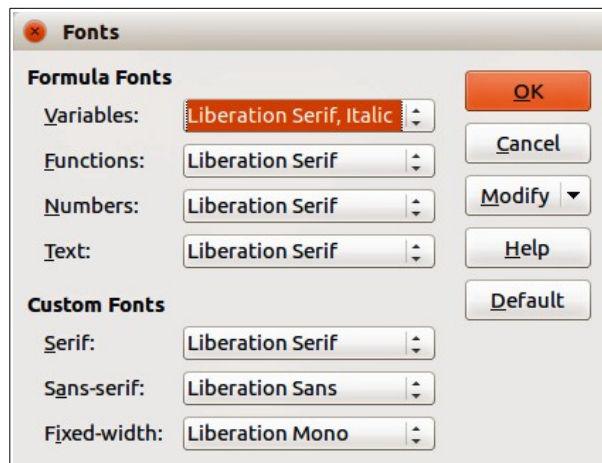 Fonts
Formula Fonts
Variables: Liberation Serif, Italic
Functions: Liberation Serif
Numbers: Liberation Serif
Text: Liberation Serif
Custom Fonts
Serif: Liberation Serif
Sans-serif: Liberation Sans
Fixed-width: Liberation Mono
OK
Cancel
Modify
Help
Default